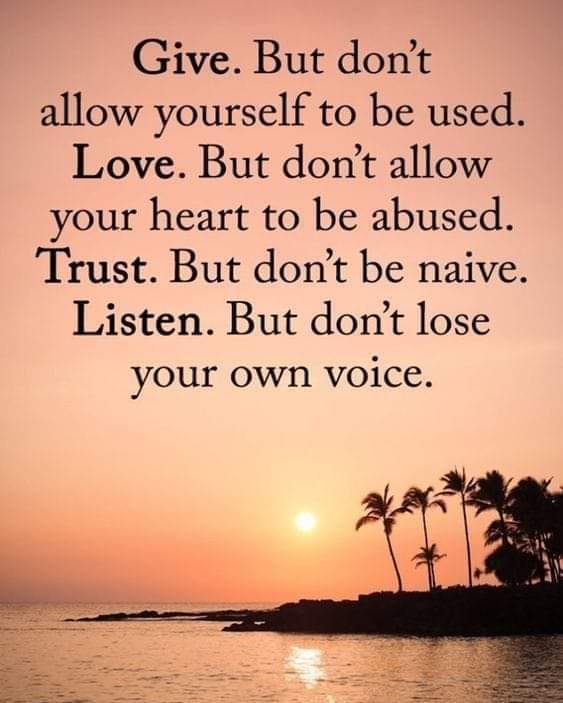 Give. But don't
allow yourself to be used.
Love. But don't allow
your heart to be abused.
Trust. But don't be naive.
Listen. But don't lose
your own voice.